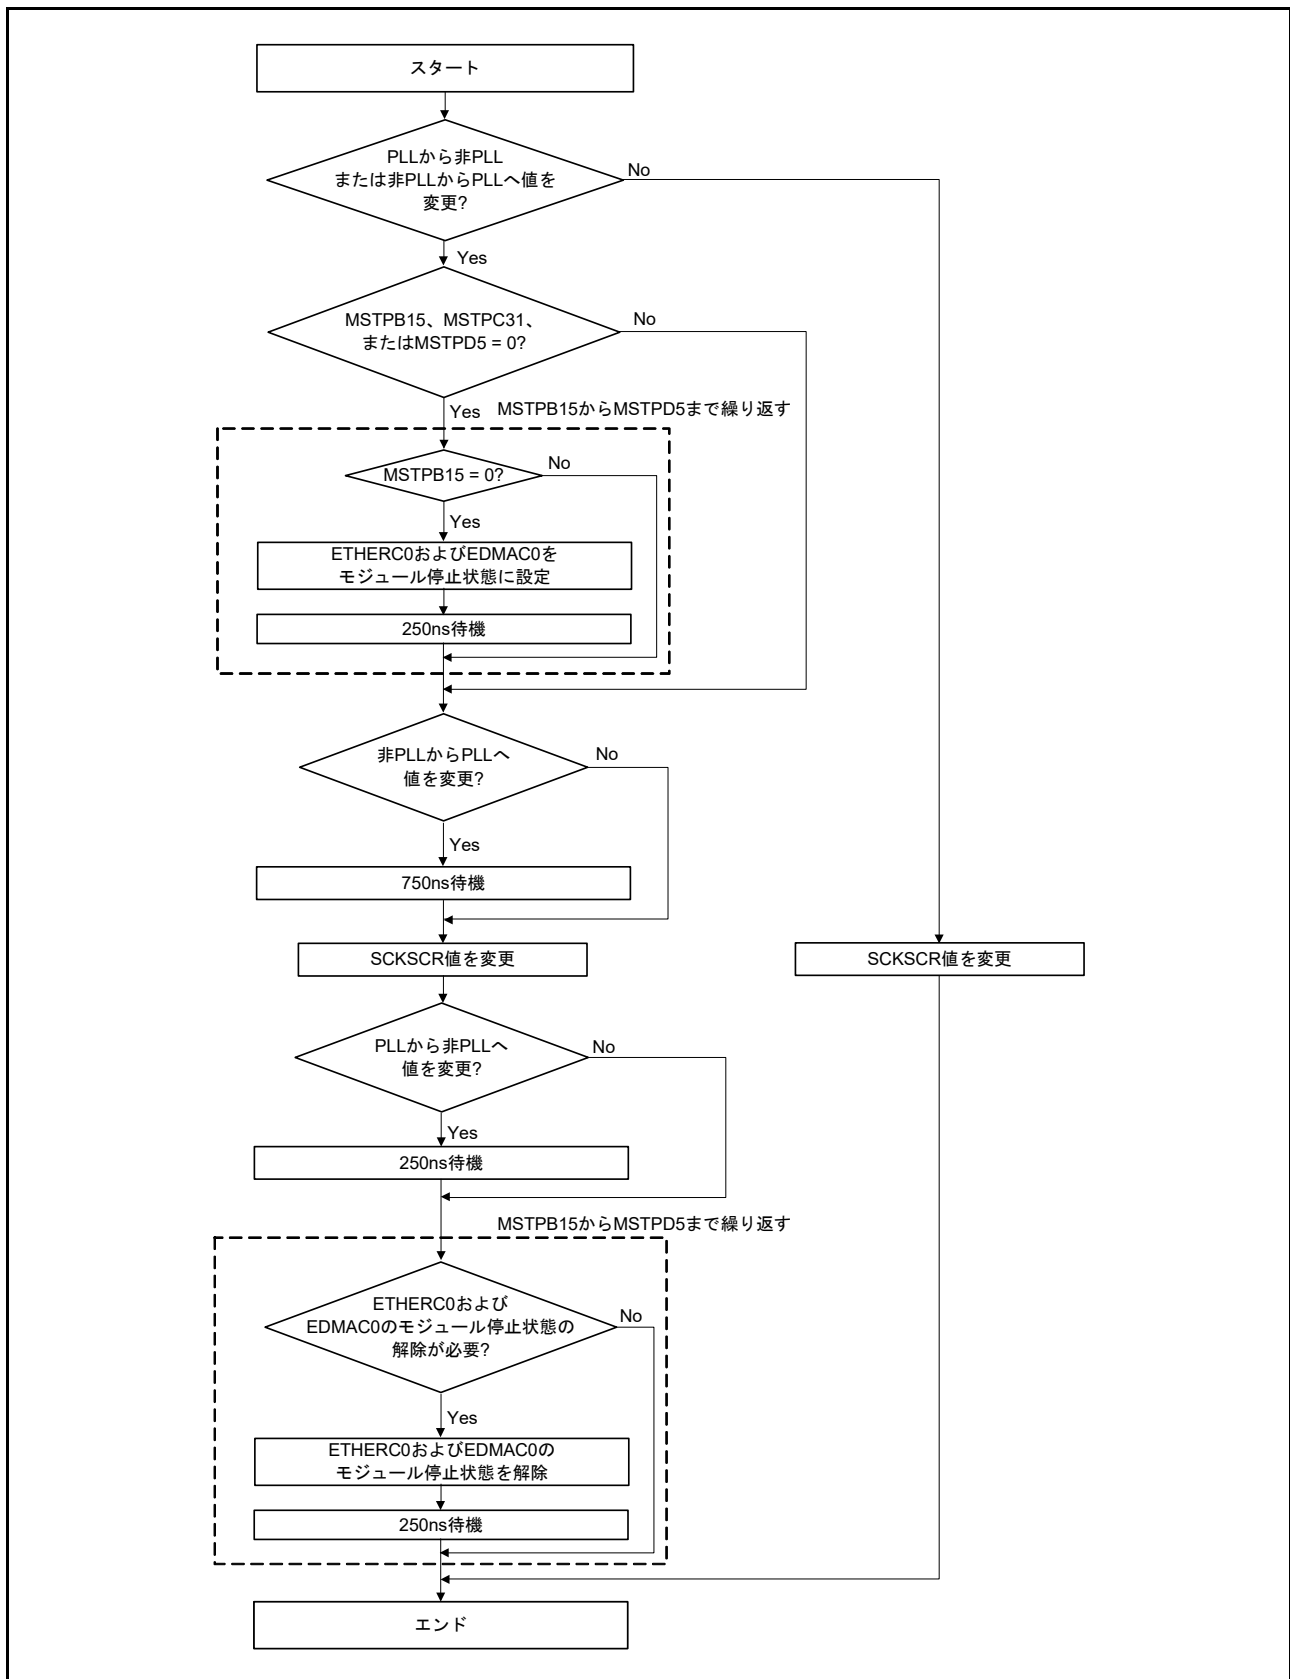 スタート
PLLから非PLL
または非PLLからPLLへ値を
変更?
No
Yes
MSTPB15、MSTPC31、
またはMSTPD5 = 0?
No
Yes
MSTPB15からMSTPD5まで繰り返す
MSTPB15 = 0?
No
Yes
ETHERC0およびEDMAC0を
モジュール停止状態に設定
250ns待機
非PLLからPLLへ
値を変更?
No
Yes
750ns待機
SCKSCR値を変更
SCKSCR値を変更
PLLから非PLLへ
値を変更?
No
Yes
250ns待機
MSTPB15からMSTPD5まで繰り返す
ETHERC0および
EDMAC0のモジュール停止状態の
解除が必要?
No
Yes
ETHERC0およびEDMAC0の
モジュール停止状態を解除
250ns待機
エンド